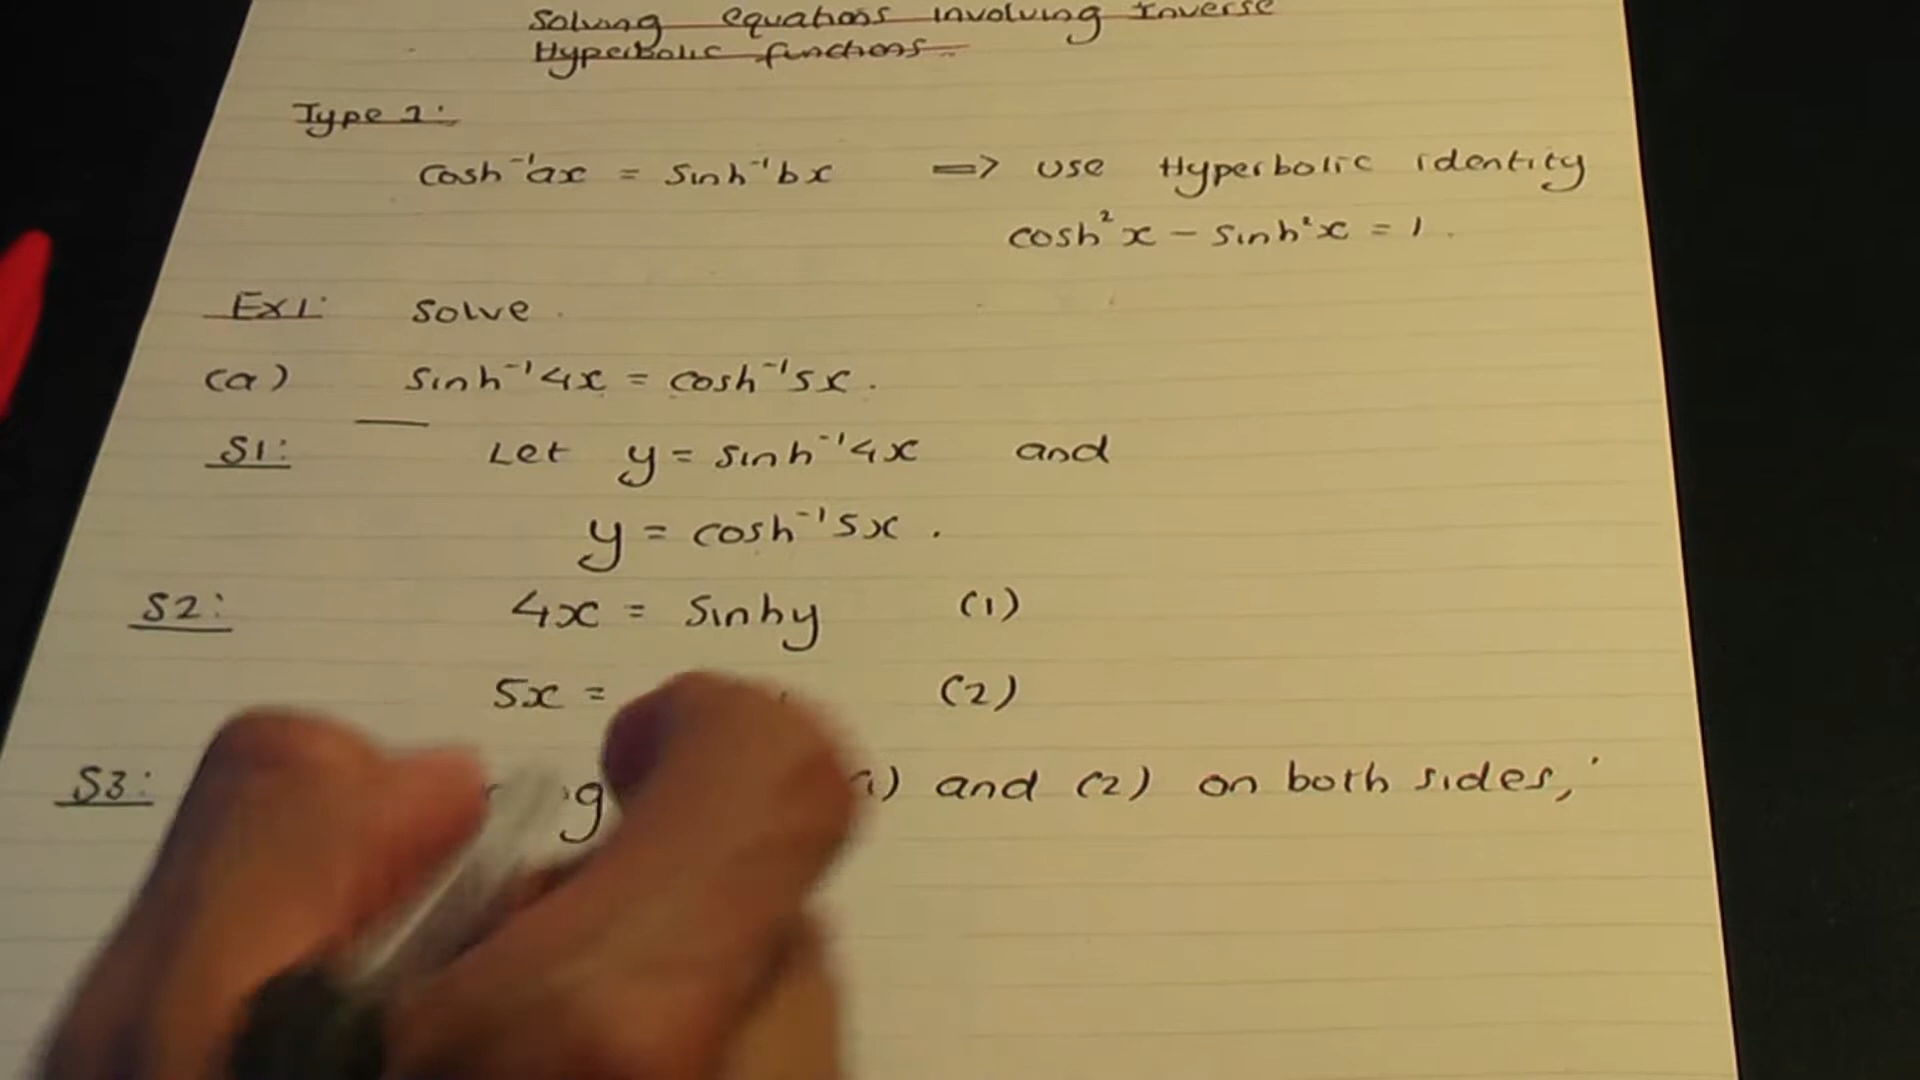 Solving equations involving Inverse
Hyperbolic functions.
Type 1:
cosh⁻¹ax = sinh⁻¹bx => use Hyperbolic identity
cosh²x - sinh²x = 1.
Ex1: Solve.
(a) sinh⁻¹4x = cosh⁻¹5x.
S1: Let y = sinh⁻¹4x and
y = cosh⁻¹5x.
S2: 4x = sinhy (1)
5x = (2)
S3: and (2) on both sides,